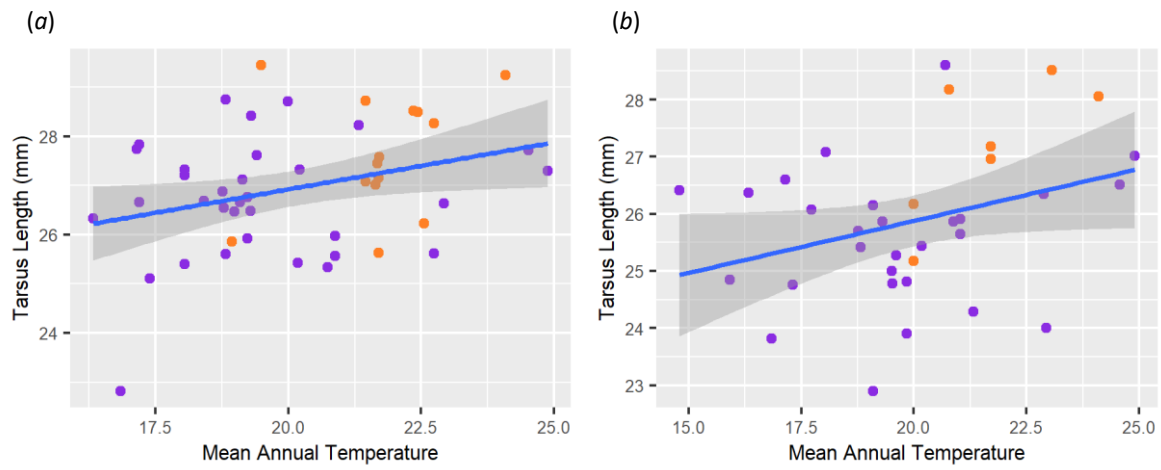 (a)
(b)
Tarsus Length (mm)
28
26
24
17.5 20.0 22.5 25.0
Mean Annual Temperature
Tarsus Length (mm)
28
27
26
25
24
23
15.0 17.5 20.0 22.5 25.0
Mean Annual Temperature